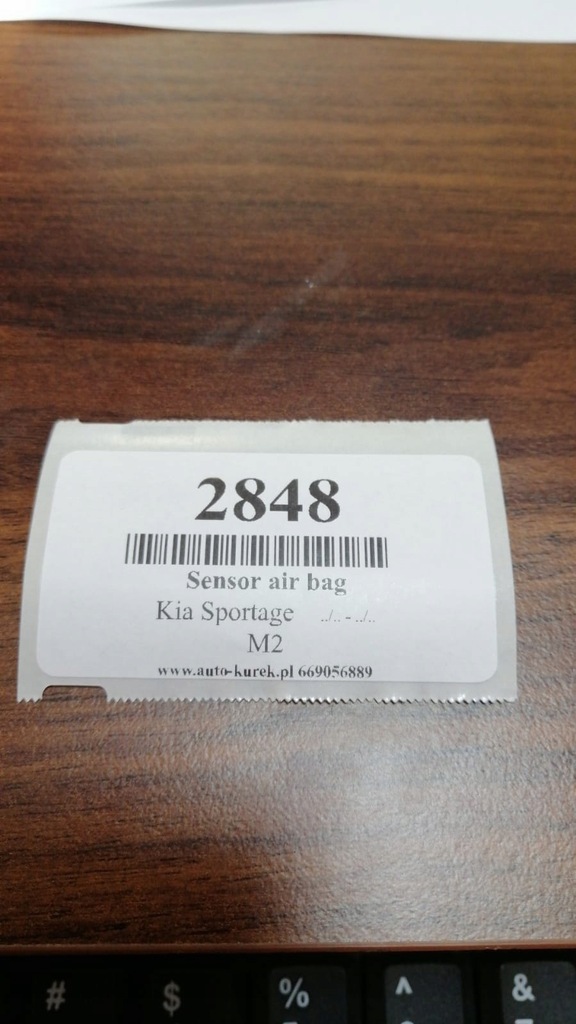 2848
Sensor air bag
Kia Sportage ../.. - ../..
M2
www.auto-kurek.pl 669056889
# $ % ^ &